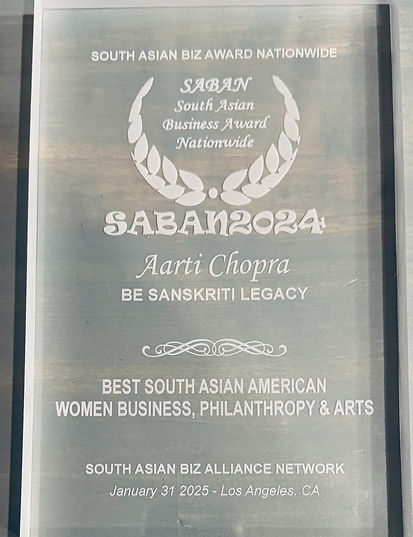 SOUTH ASIAN BIZ AWARD NATIONWIDE
SABAN
South Asian
Business Award
Nationwide
SABAN2024
Aarti Chopra
BE SANSKRITI LEGACY
BEST SOUTH ASIAN AMERICAN
WOMEN BUSINESS, PHILANTHROPY & ARTS
SOUTH ASIAN BIZ ALLIANCE NETWORK
January 31 2025 - Los Angeles, CA